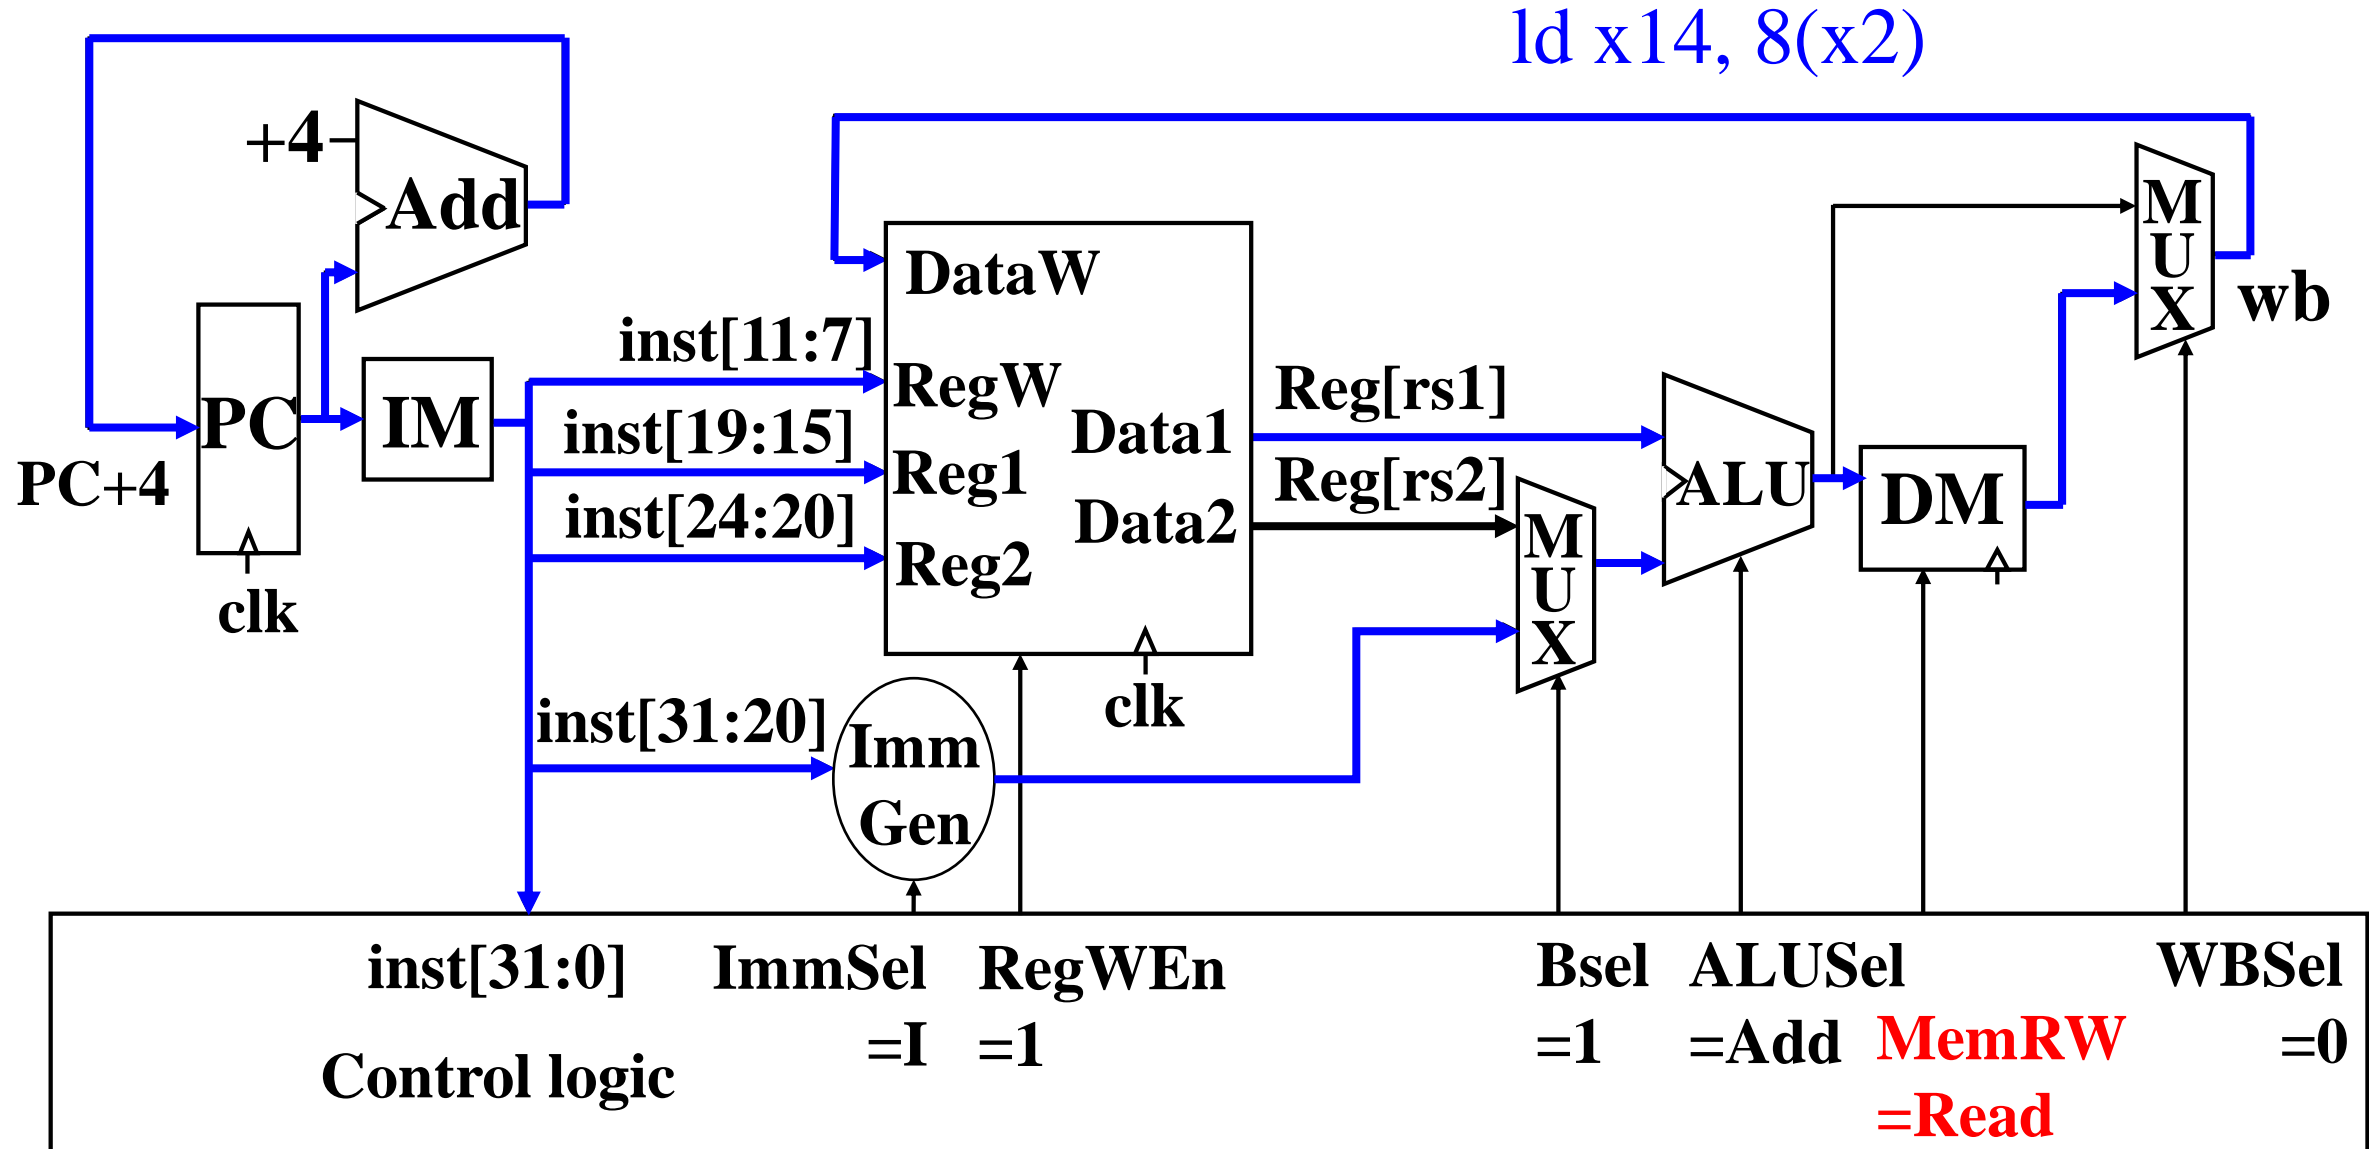 ld x14, 8(x2)
+4
Add
DataW
M
U
X
wb
inst[11:7]
RegW
Reg[rs1]
PC
IM
inst[19:15]
Data1
Reg1
Reg[rs2]
ALU
DM
PC+4
inst[24:20]
Data2
M
U
X
Reg2
clk
clk
inst[31:20]
Imm
Gen
inst[31:0]
ImmSel
RegWEn
Bsel
ALUSel
WBSel
=I
=1
=1
=Add
MemRW
=0
Control logic
=Read